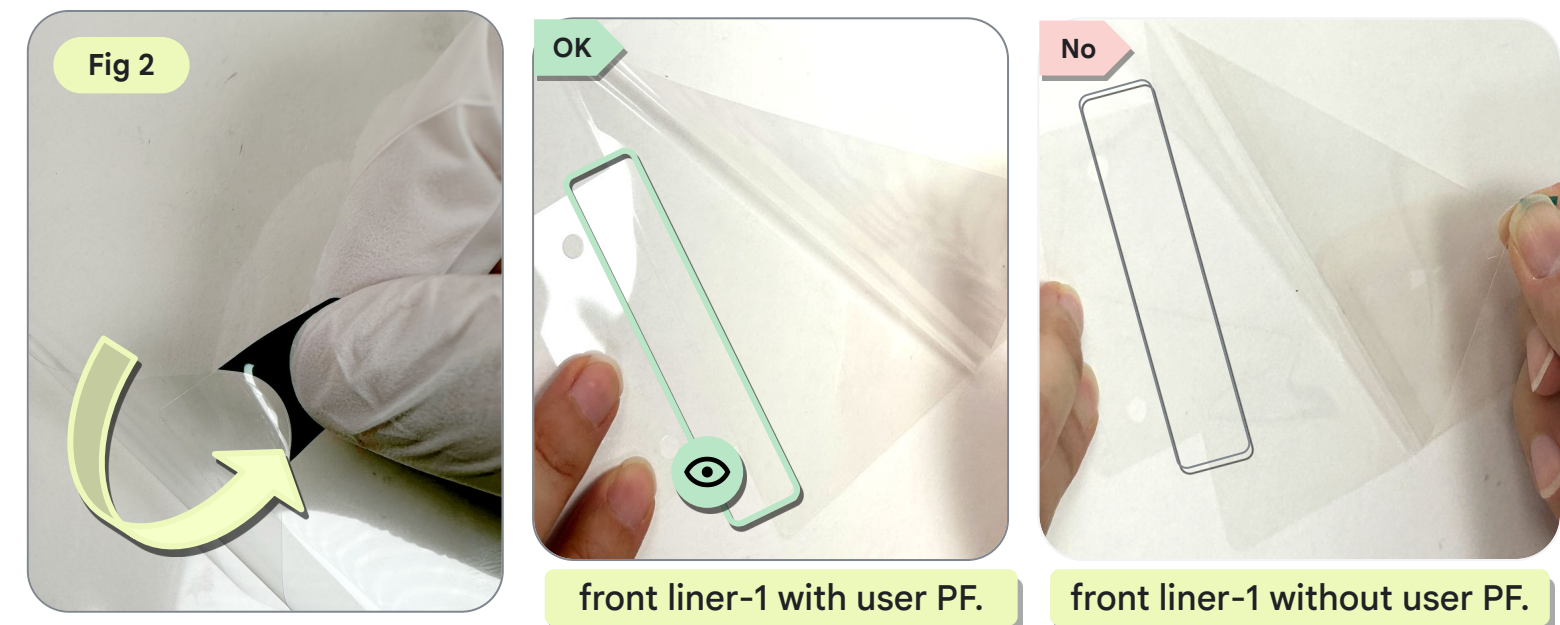 Fig 2
OK
No
front liner-1 with user PF.
front liner-1 without user PF.